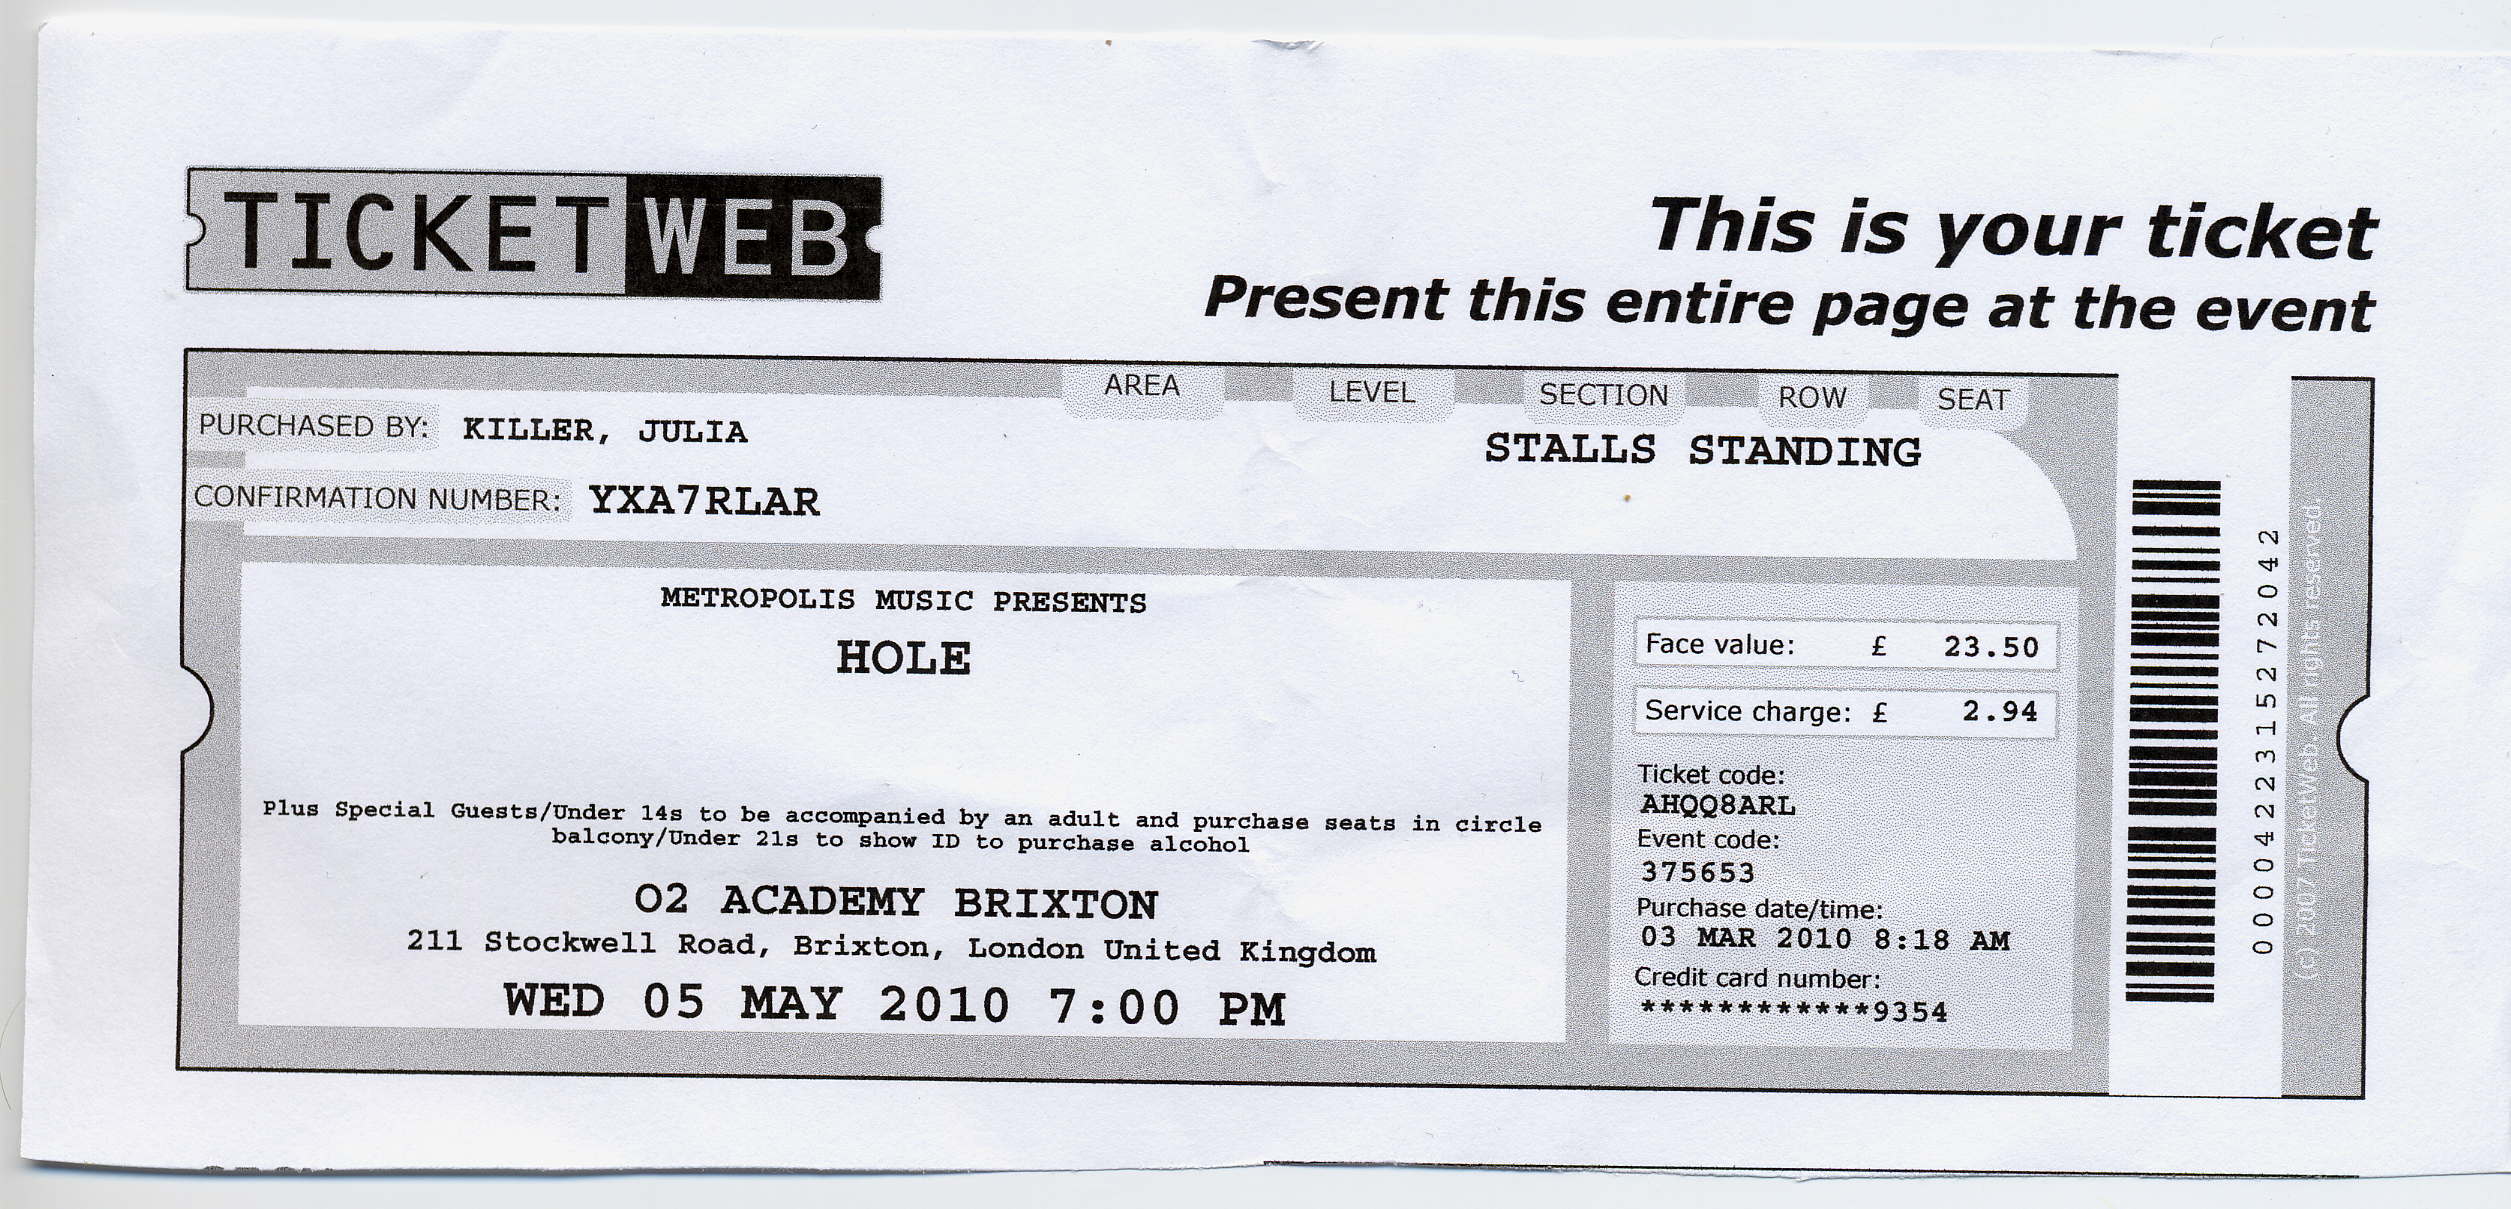 TICKETWEB
This is your ticket
Present this entire page at the event
AREA LEVEL SECTION ROW SEAT
PURCHASED BY: KILLER, JULIA
STALLS STANDING
CONFIRMATION NUMBER: YXA7RLAR
METROPOLIS MUSIC PRESENTS
HOLE
Plus Special Guests/Under 14s to be accompanied by an adult and purchase seats in circle
balcony/Under 21s to show ID to purchase alcohol
O2 ACADEMY BRIXTON
211 Stockwell Road, Brixton, London United Kingdom
WED 05 MAY 2010 7:00 PM
Face value: £ 23.50
Service charge: £ 2.94
Ticket code:
AHQQ8ARL
Event code:
375653
Purchase date/time:
03 MAR 2010 8:18 AM
Credit card number:
************9354
0000422315272042
(C) 2007 TicketWeb. All rights reserved.